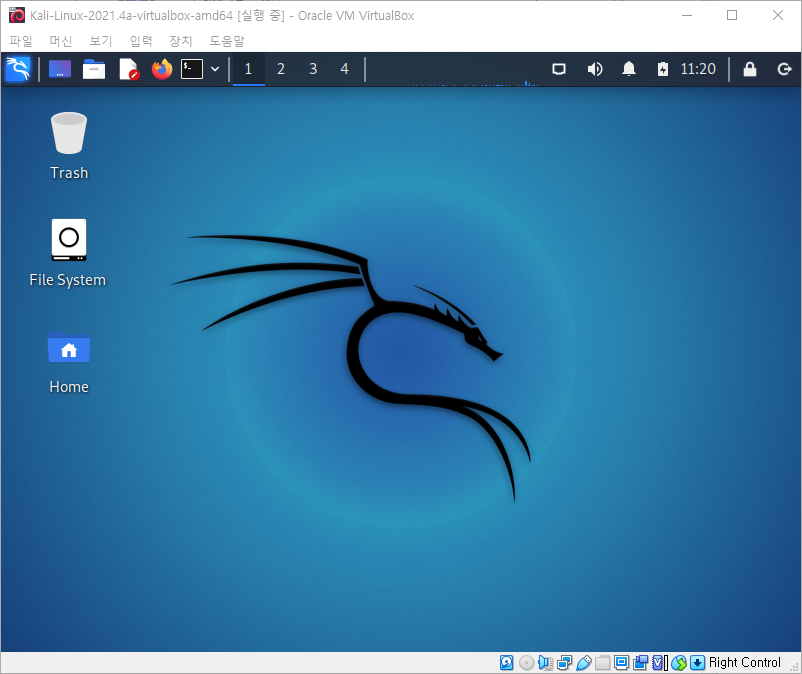 Kali-Linux-2021.4a-virtualbox-amd64 [실행 중] - Oracle VM VirtualBox
파일 머신 보기 입력 장치 도움말
1 2 3 4 11:20
Trash
File System
Home
Right Control